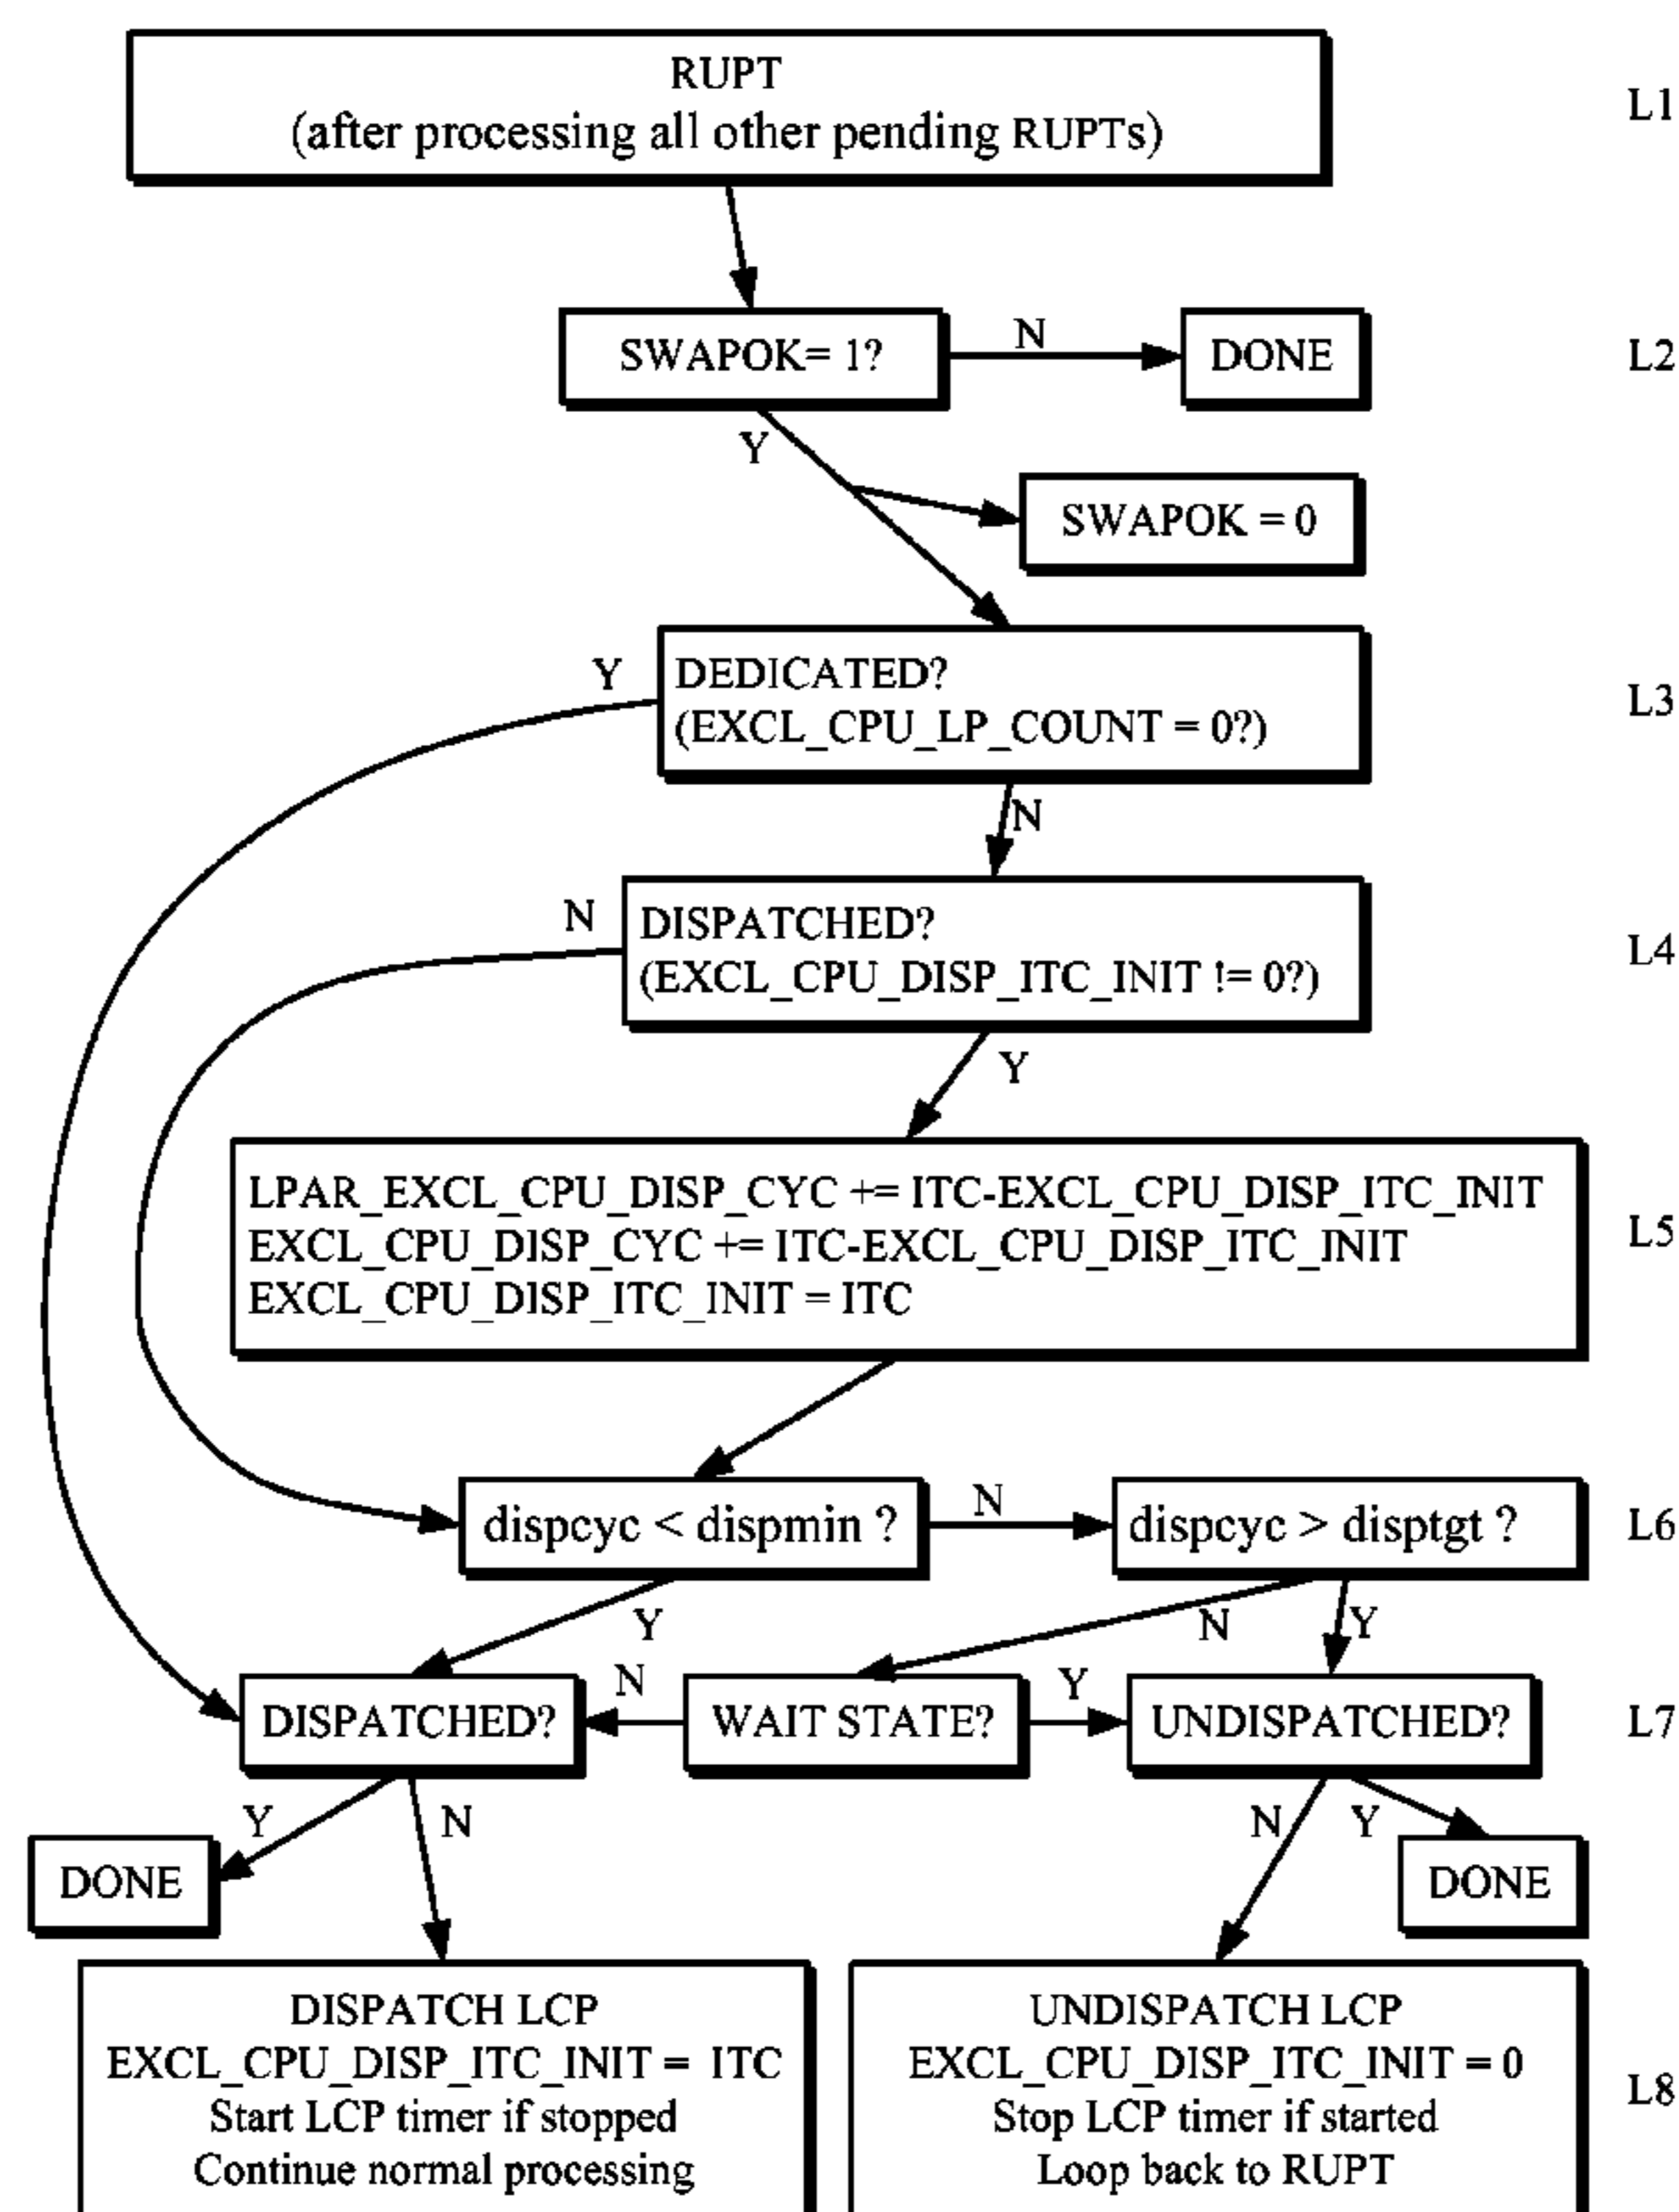 RUPT
(after processing all other pending RUPTs)
L1
SWAPOK= 1?
N
DONE
L2
Y
SWAPOK = 0
Y
DEDICATED?
(EXCL_CPU_LP_COUNT = 0?)
L3
N
N
DISPATCHED?
(EXCL_CPU_DISP_ITC_INIT != 0?)
L4
Y
LPAR_EXCL_CPU_DISP_CYC += ITC-EXCL_CPU_DISP_ITC_INIT
EXCL_CPU_DISP_CYC += ITC-EXCL_CPU_DISP_ITC_INIT
EXCL_CPU_DISP_ITC_INIT = ITC
L5
dispcyc < dispmin ?
N
dispcyc > disptgt ?
L6
Y
N
Y
DISPATCHED?
N
WAIT STATE?
Y
UNDISPATCHED?
L7
Y
N
N
Y
DONE
DONE
DISPATCH LCP
EXCL_CPU_DISP_ITC_INIT = ITC
Start LCP timer if stopped
Continue normal processing
UNDISPATCH LCP
EXCL_CPU_DISP_ITC_INIT = 0
Stop LCP timer if started
Loop back to RUPT
L8